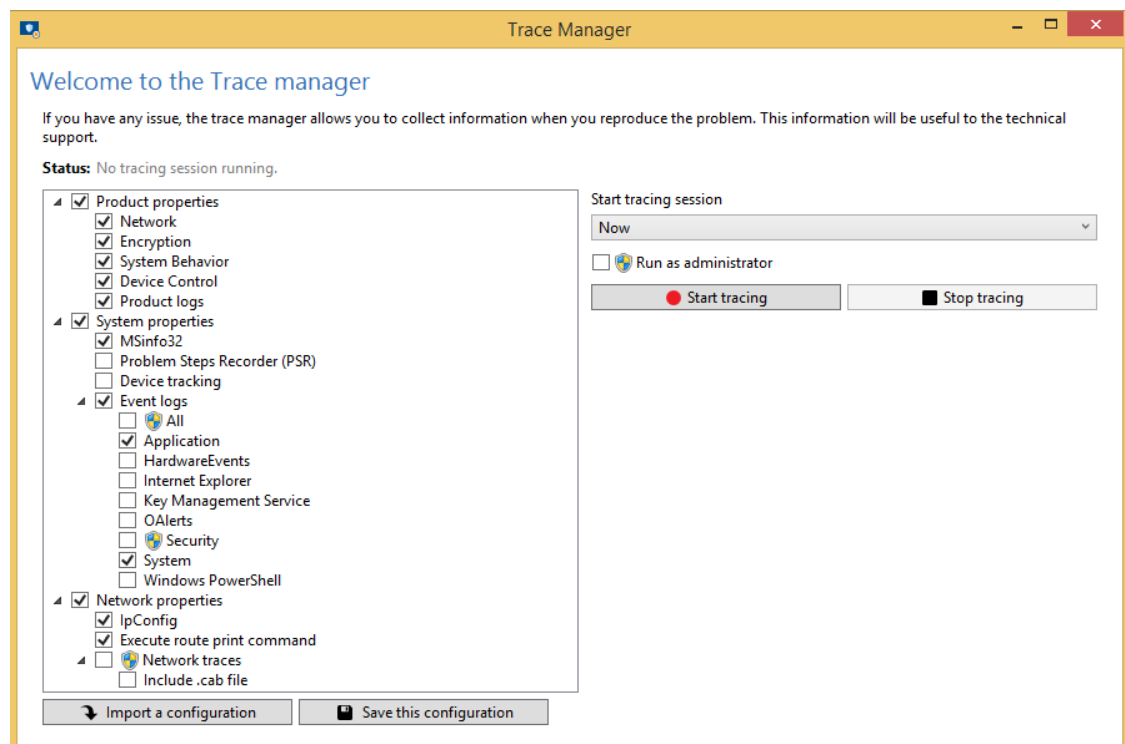 Trace Manager
Welcome to the Trace manager
If you have any issue, the trace manager allows you to collect information when you reproduce the problem. This information will be useful to the technical
support.
Status: No tracing session running.
Product properties
Network
Encryption
System Behavior
Device Control
Product logs
System properties
MSinfo32
Problem Steps Recorder (PSR)
Device tracking
Event logs
All
Application
HardwareEvents
Internet Explorer
Key Management Service
OAlerts
Security
System
Windows PowerShell
Network properties
IpConfig
Execute route print command
Network traces
Include .cab file
Import a configuration
Save this configuration
Start tracing session
Now
Run as administrator
Start tracing
Stop tracing